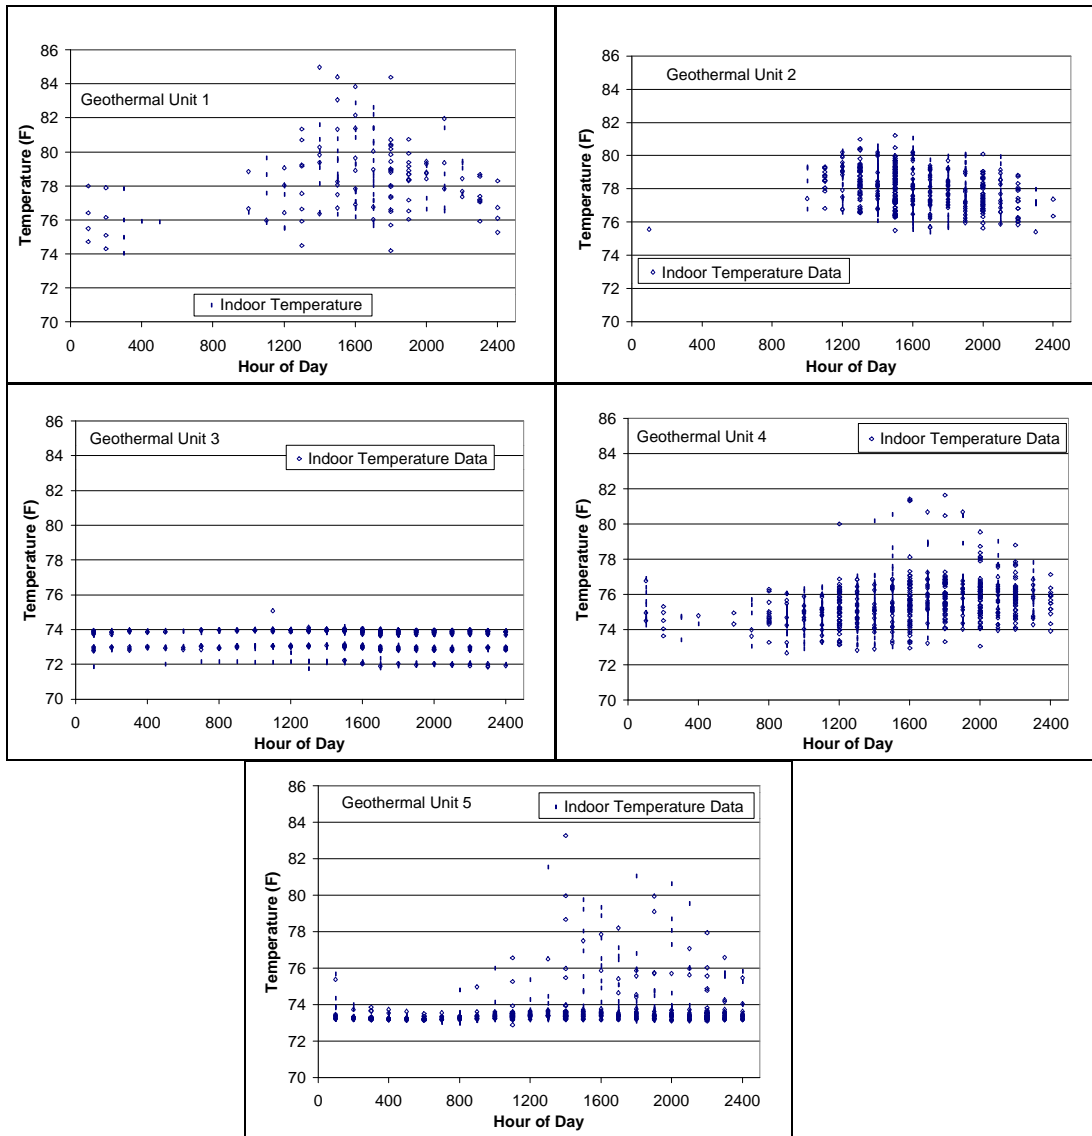 86
84
82
80
78
76
74
72
70
Temperature (F)
Geothermal Unit 1
Indoor Temperature
0 400 800 1200 1600 2000 2400
Hour of Day
86
84
82
80
78
76
74
72
70
Temperature (F)
Geothermal Unit 2
Indoor Temperature Data
0 400 800 1200 1600 2000 2400
Hour of Day
86
84
82
80
78
76
74
72
70
Temperature (F)
Geothermal Unit 3
Indoor Temperature Data
0 400 800 1200 1600 2000 2400
Hour of Day
86
84
82
80
78
76
74
72
70
Temperature (F)
Geothermal Unit 4
Indoor Temperature Data
0 400 800 1200 1600 2000 2400
Hour of Day
86
84
82
80
78
76
74
72
70
Temperature (F)
Geothermal Unit 5
Indoor Temperature Data
0 400 800 1200 1600 2000 2400
Hour of Day